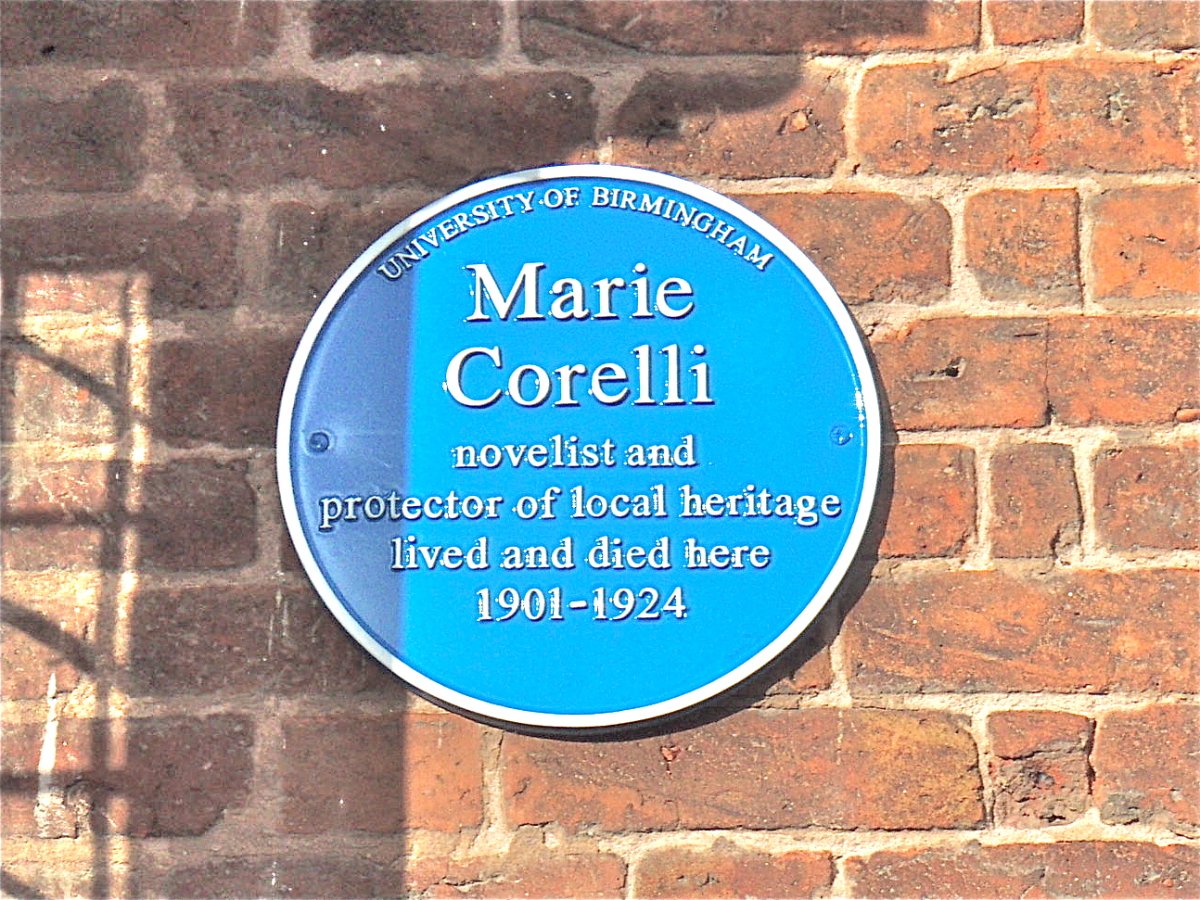 UNIVERSITY OF BIRMINGHAM
Marie
Corelli
novelist and
protector of local heritage
lived and died here
1901-1924